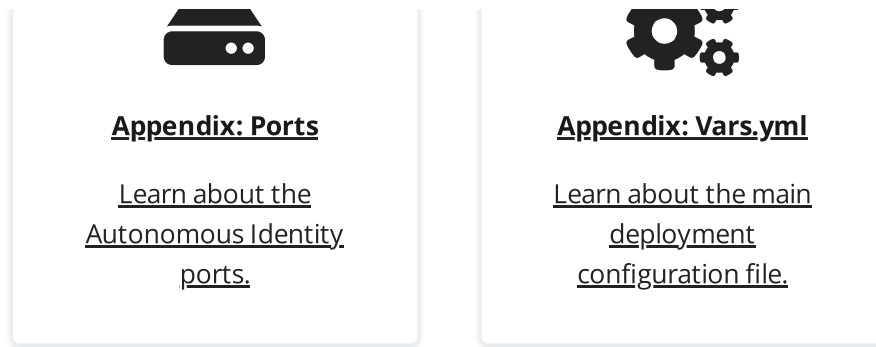 Appendix: Ports
Learn about the
Autonomous Identity
ports.
Appendix: Vars.yml
Learn about the main
deployment
configuration file.